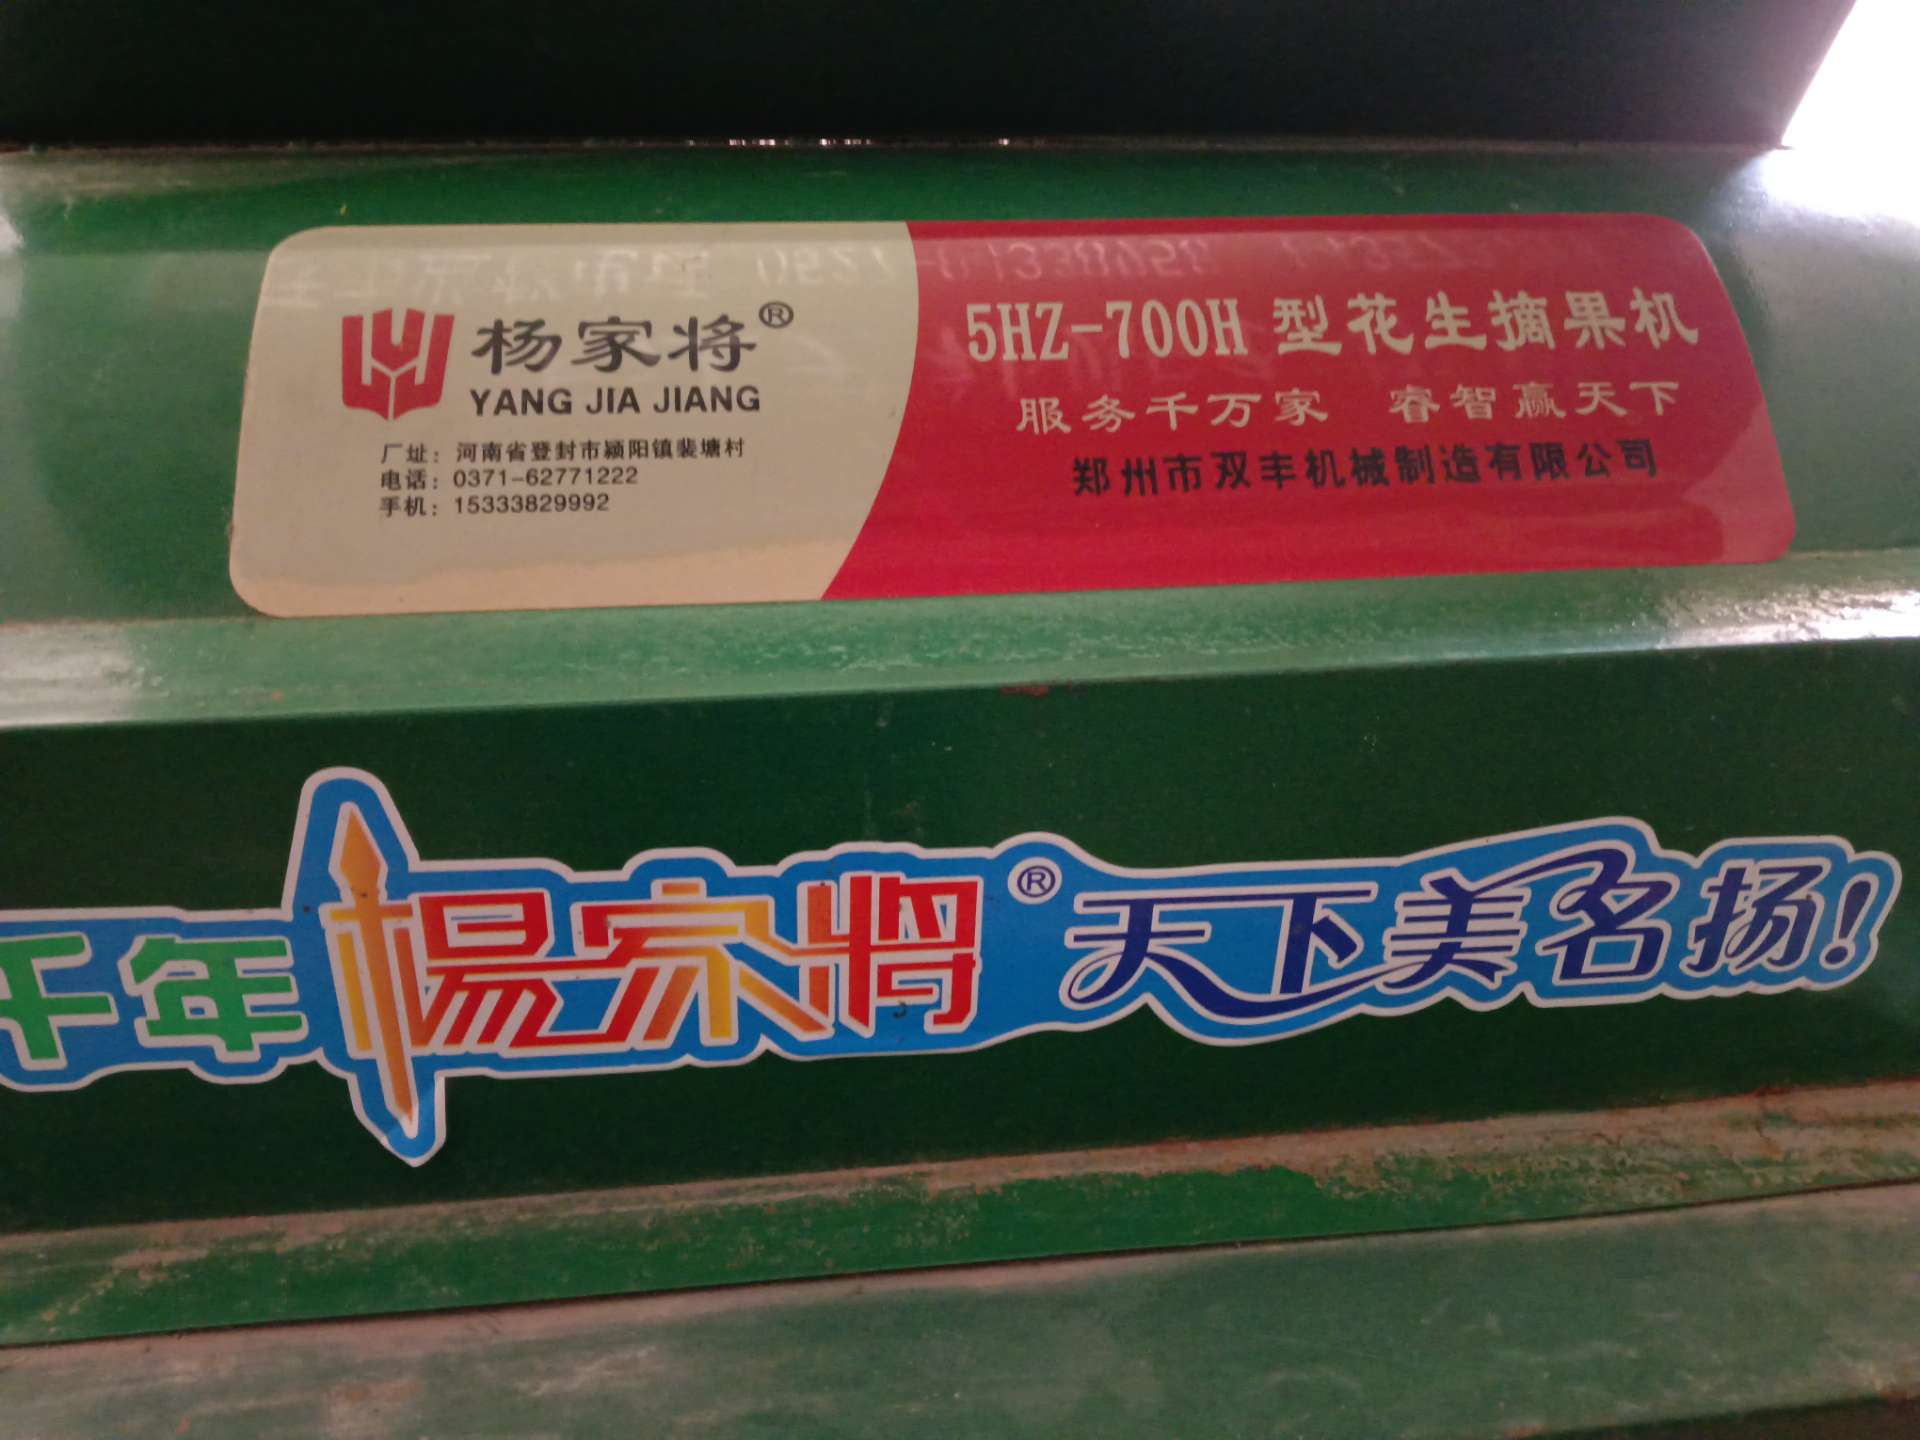 杨家将®
YANG JIA JIANG
厂址：河南省登封市颍阳镇裴塘村
电话：0371-62771222
手机：15333829992
5HZ-700H 型花生摘果机
服务千万家 睿智赢天下
郑州市双丰机械制造有限公司
千年杨家将® 天下美名扬!